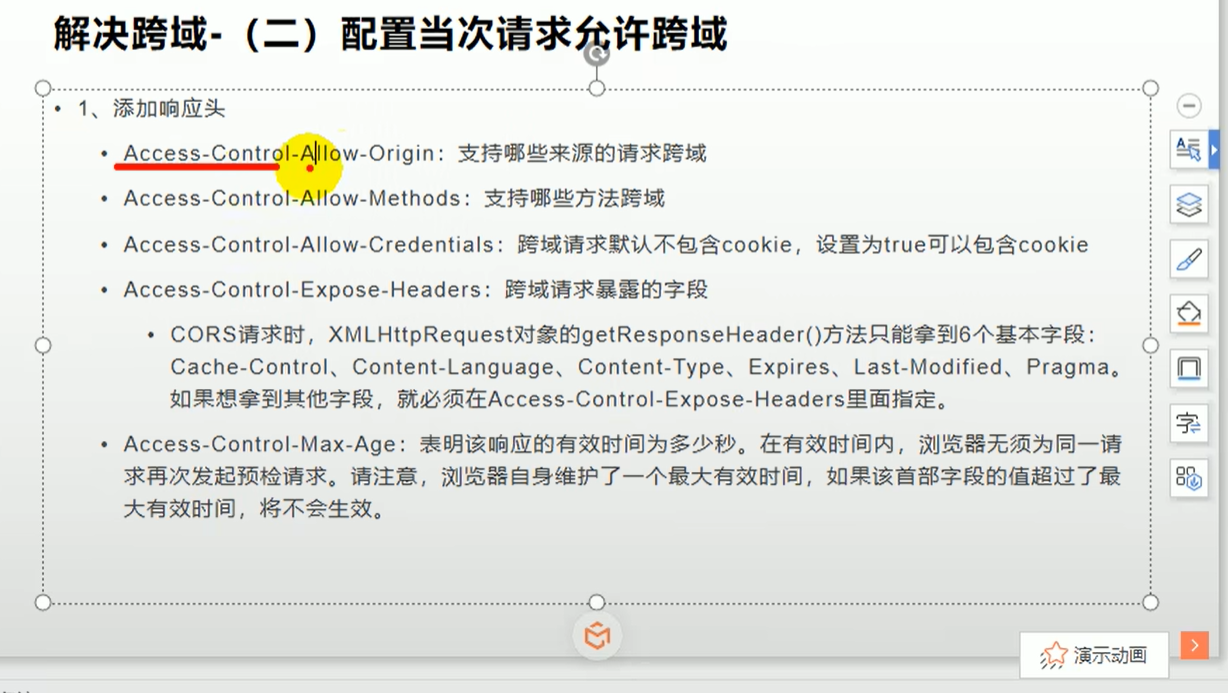 解决跨域-（二）配置当次请求允许跨域
• 1、添加响应头
• Access-Control-Allow-Origin：支持哪些来源的请求跨域
• Access-Control-Allow-Methods：支持哪些方法跨域
• Access-Control-Allow-Credentials：跨域请求默认不包含cookie，设置为true可以包含cookie
• Access-Control-Expose-Headers：跨域请求暴露的字段
• CORS请求时，XMLHttpRequest对象的getResponseHeader()方法只能拿到6个基本字段：
Cache-Control、Content-Language、Content-Type、Expires、Last-Modified、Pragma。
如果想拿到其他字段，就必须在Access-Control-Expose-Headers里面指定。
• Access-Control-Max-Age：表明该响应的有效时间为多少秒。在有效时间内，浏览器无须为同一请
求再次发起预检请求。请注意，浏览器自身维护了一个最大有效时间，如果该首部字段的值超过了最
大有效时间，将不会生效。
演示动画